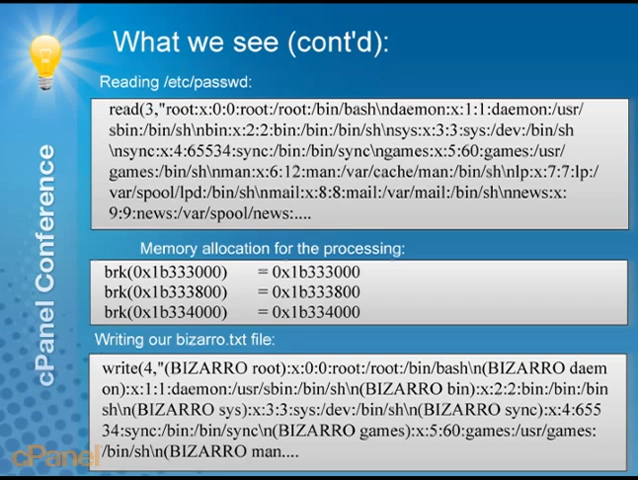 What we see (cont'd):
Reading /etc/passwd:
read(3,"root:x:0:0:root:/root:/bin/bash\ndaemon:x:1:1:daemon:/usr/
sbin:/bin/sh\nbin:x:2:2:bin:/bin:/bin/sh\nsys:x:3:3:sys:/dev:/bin/sh
\nsync:x:4:65534:sync:/bin:/bin/sync\ngames:x:5:60:games:/usr/
games:/bin/sh\nman:x:6:12:man:/var/cache/man:/bin/sh\nlp:x:7:7:lp:/
var/spool/lpd:/bin/sh\nmail:x:8:8:mail:/var/mail:/bin/sh\nnews:x:
9:9:news:/var/spool/news:....
Memory allocation for the processing:
brk(0x1b333000) = 0x1b333000
brk(0x1b333800) = 0x1b333800
brk(0x1b334000) = 0x1b334000
Writing our bizarro.txt file:
write(4,"(BIZARRO root):x:0:0:root:/root:/bin/bash\n(BIZARRO daem
on):x:1:1:daemon:/usr/sbin:/bin/sh\n(BIZARRO bin):x:2:2:bin:/bin:/bin
sh\n(BIZARRO sys):x:3:3:sys:/dev:/bin/sh\n(BIZARRO sync):x:4:655
34:sync:/bin:/bin/sync\n(BIZARRO games):x:5:60:games:/usr/games:
/bin/sh\n(BIZARRO man....
cPanel Conference
cPanel